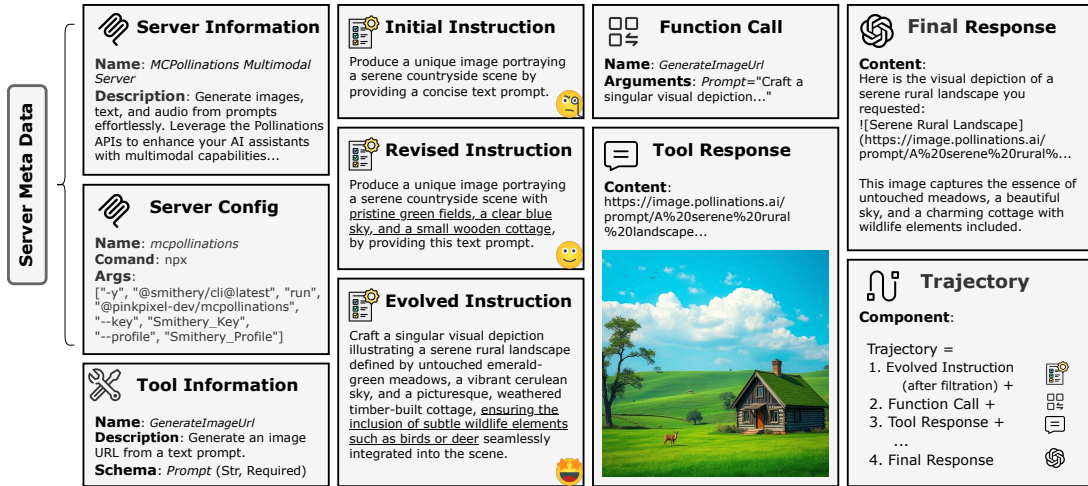 Server Meta Data
Server Information
Name: MCPollinations Multimodal
Server
Description: Generate images,
text, and audio from prompts
effortlessly. Leverage the Pollinations
APIs to enhance your AI assistants
with multimodal capabilities...
Server Config
Name: mcpollinations
Comand: npx
Args:
["-y", "@smithery/cli@latest", "run",
"@pinkpixel-dev/mcpollinations",
"--key", "Smithery_Key",
"--profile", "Smithery_Profile"]
Tool Information
Name: GenerateImageUrl
Description: Generate an image
URL from a text prompt.
Schema: Prompt (Str, Required)
Initial Instruction
Produce a unique image portraying
a serene countryside scene by
providing a concise text prompt.
Revised Instruction
Produce a unique image portraying
a serene countryside scene with
pristine green fields, a clear blue
sky, and a small wooden cottage,
by providing this text prompt.
Evolved Instruction
Craft a singular visual depiction
illustrating a serene rural landscape
defined by untouched emerald-
green meadows, a vibrant cerulean
sky, and a picturesque, weathered
timber-built cottage, ensuring the
inclusion of subtle wildlife elements
such as birds or deer seamlessly
integrated into the scene.
Function Call
Name: GenerateImageUrl
Arguments: Prompt="Craft a
singular visual depiction..."
Tool Response
Content:
https://image.pollinations.ai/
prompt/A%20serene%20rural
%20landscape...
Final Response
Content:
Here is the visual depiction of a
serene rural landscape you
requested:
![Serene Rural Landscape]
(https://image.pollinations.ai/
prompt/A%20serene%20rural%...
This image captures the essence of
untouched meadows, a beautiful
sky, and a charming cottage with
wildlife elements included.
Trajectory
Component:
Trajectory =
1. Evolved Instruction
(after filtration) +
2. Function Call +
3. Tool Response +
...
4. Final Response